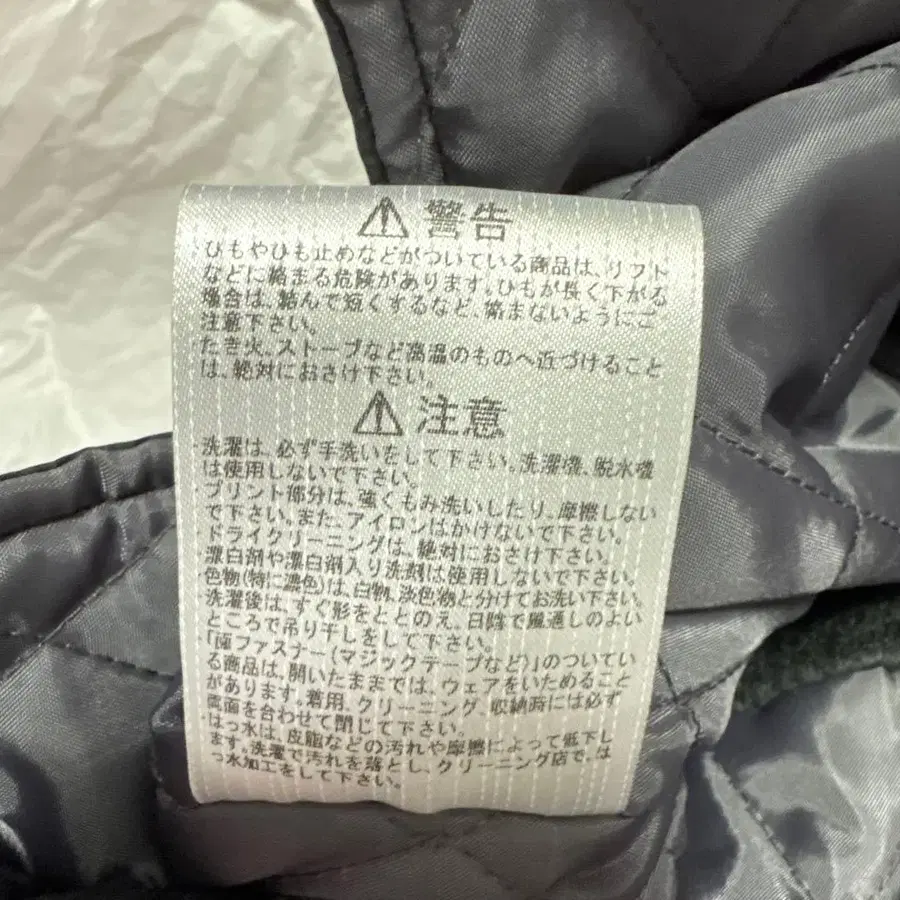 ⚠ 警告
ひもやひも止めなどがついている商品は、リフト
などに絡まる危険があります。ひもが長く下がる
場合は、結んで短くするなど、絡まないようにご
注意下さい。
たき火、ストーブなど高温のものへ近づけること
は、絶対におさけ下さい。
⚠ 注意
洗濯は、必ず手洗いをして下さい。洗濯機、脱水機
は使用しないで下さい。
プリント部分は、強くもみ洗いしたり、摩擦しない
で下さい。また、アイロンはかけないで下さい。
ドライクリーニングは、絶対におさけ下さい。
漂白剤や漂白剤入り洗剤は使用しないで下さい。
色物(特に濃色)は、白物、淡色物と分けてお洗い下さい。
洗濯後は、すぐ形をととのえ、日陰で風通しのよい
ところで吊り干しをして下さい。
「面ファスナー(マジックテープなど)」のついてい
る商品は、開いたままでは、ウェアをいためること
があります。着用、クリーニング、収納時には必ず
両面を合わせて閉じて下さい。
はっ水は、皮脂などの汚れや摩擦によって低下し
ます。洗濯で汚れを落とし、クリーニング店で、は
っ水加工をして下さい。